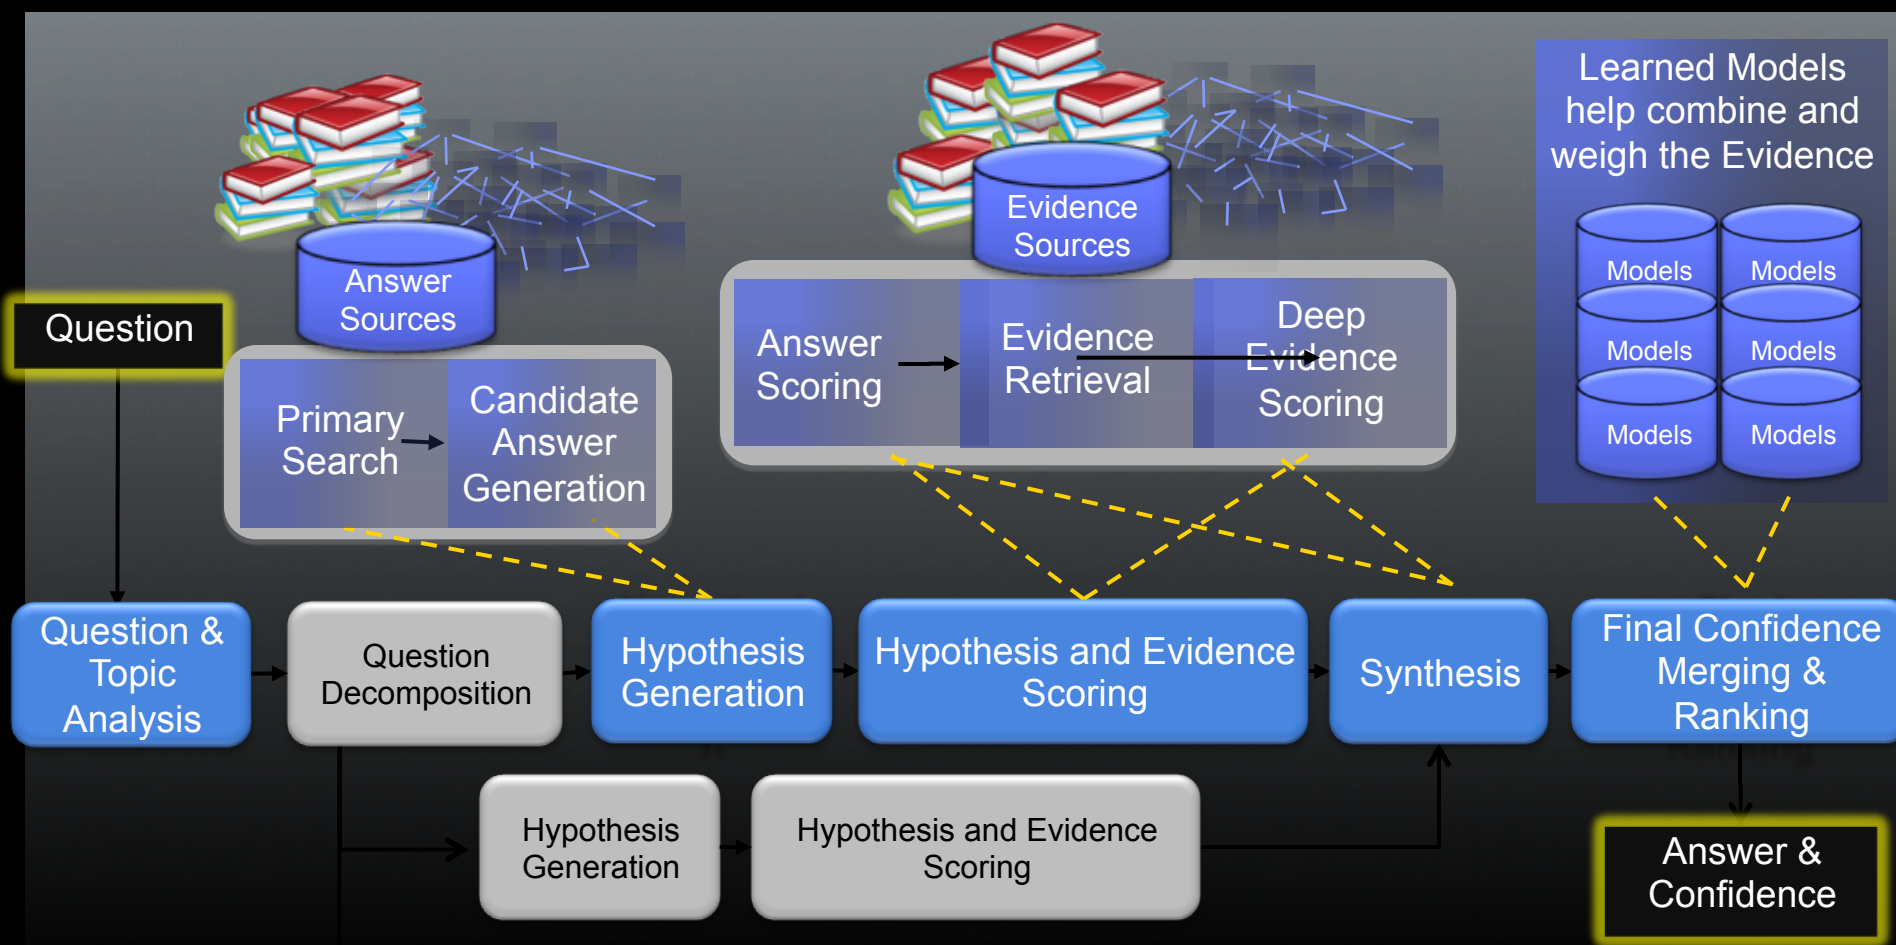 Learned Models
help combine and
weigh the Evidence
Models
Models
Models
Models
Models
Models
Evidence
Sources
Answer
Sources
Question
Primary
Search
Candidate
Answer
Generation
Answer
Scoring
Evidence
Retrieval
Deep
Evidence
Scoring
Question &
Topic
Analysis
Question
Decomposition
Hypothesis
Generation
Hypothesis and Evidence
Scoring
Synthesis
Final Confidence
Merging &
Ranking
Hypothesis
Generation
Hypothesis and Evidence
Scoring
Answer &
Confidence